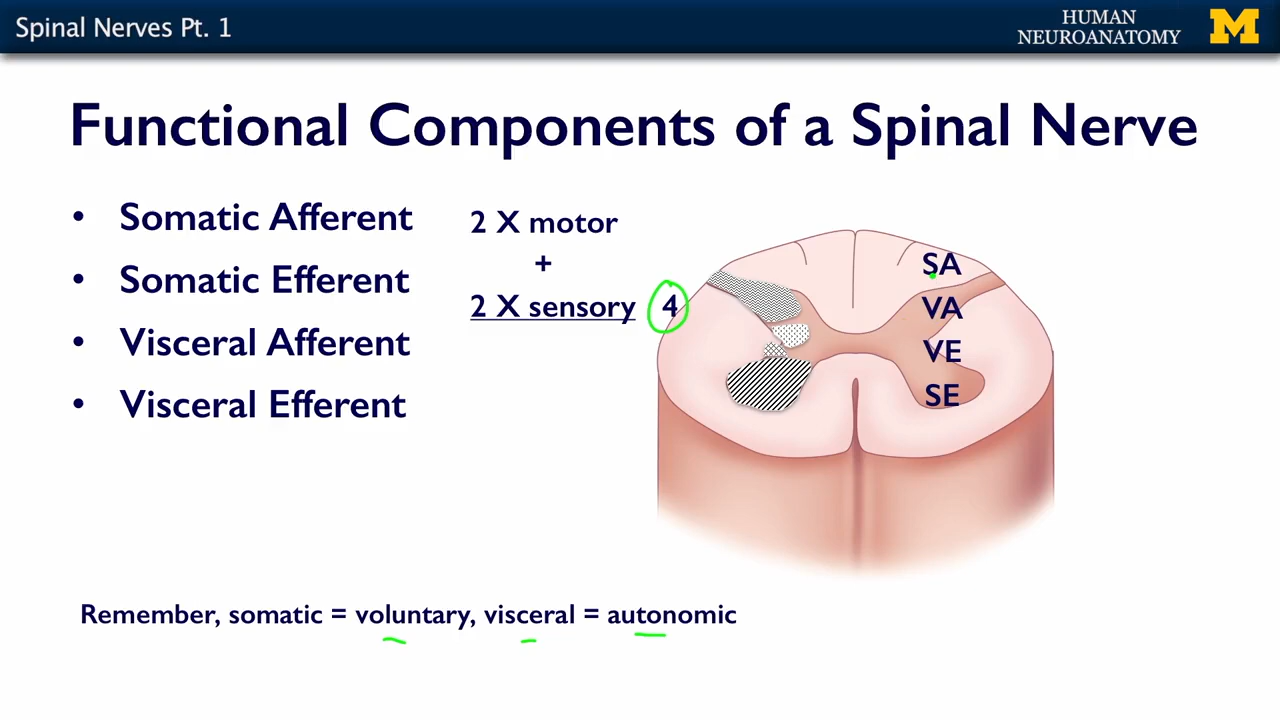 Spinal Nerves Pt. 1
HUMAN
NEUROANATOMY
M
Functional Components of a Spinal Nerve
• Somatic Afferent
• Somatic Efferent
• Visceral Afferent
• Visceral Efferent
2 X motor
+
2 X sensory 4
SA
VA
VE
SE
Remember, somatic = voluntary, visceral = autonomic